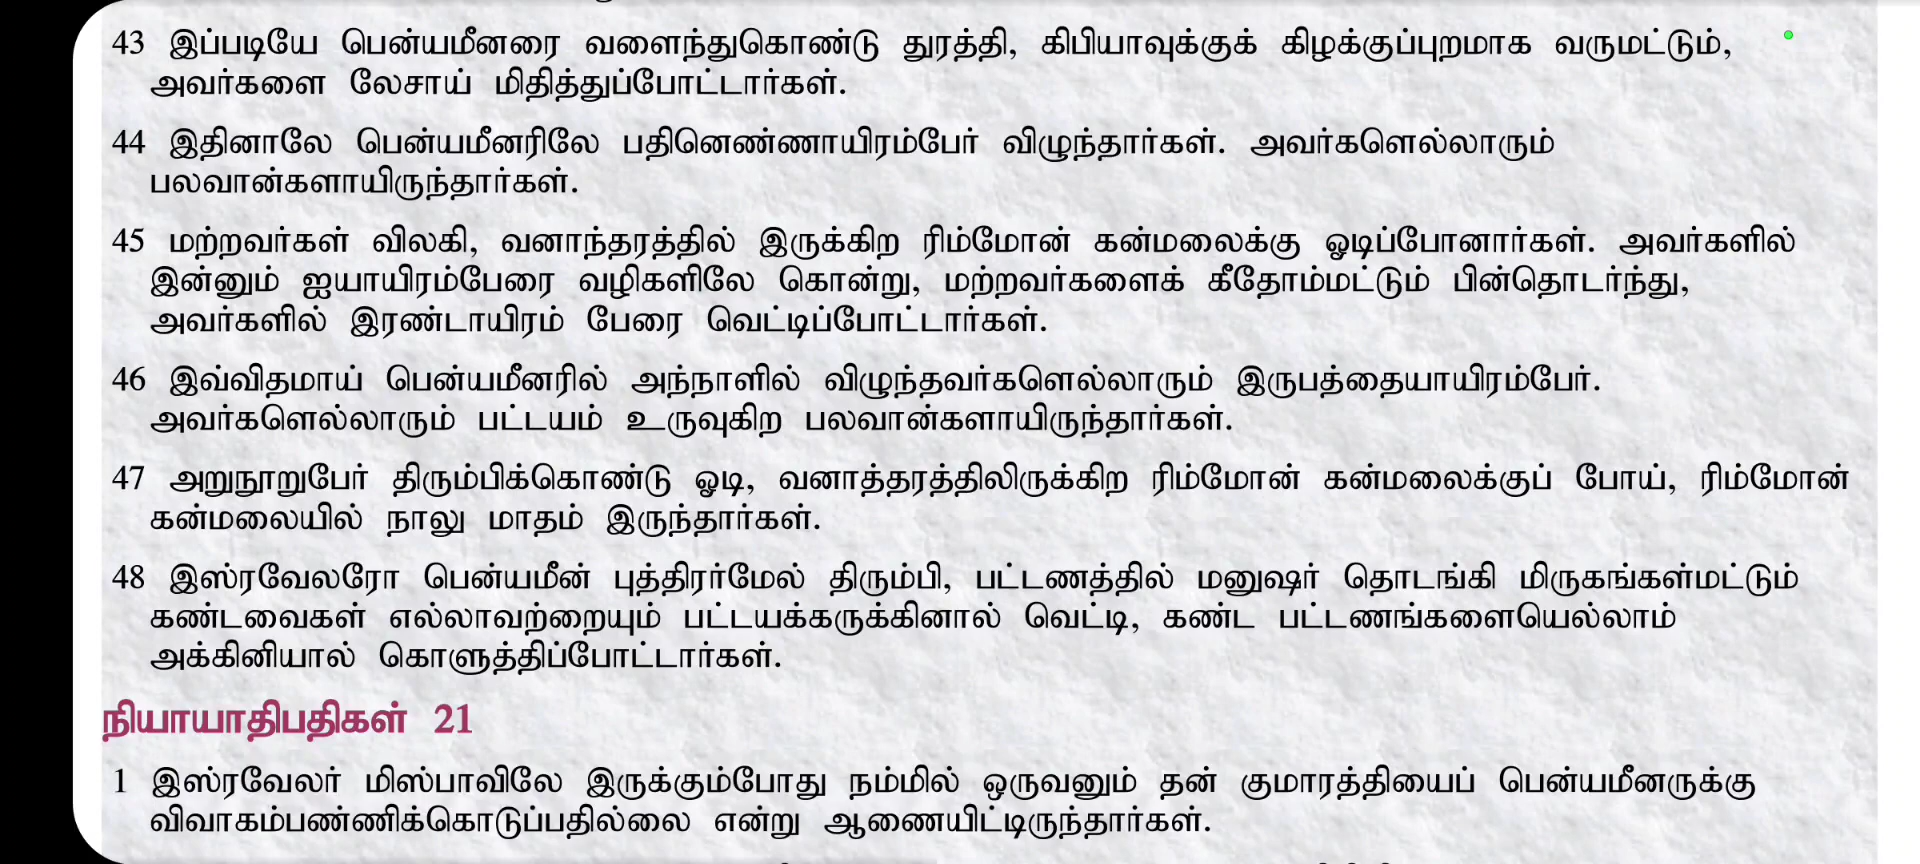 43 இப்படியே பென்யமீனரை வளைந்துகொண்டு துரத்தி, கிபியாவுக்குக் கிழக்குப்புறமாக வருமட்டும்,
அவர்களை லேசாய் மிதித்துப்போட்டார்கள்.
44 இதினாலே பென்யமீனரிலே பதினெண்ணாயிரம்பேர் விழுந்தார்கள். அவர்களெல்லாரும்
பலவான்களாயிருந்தார்கள்.
45 மற்றவர்கள் விலகி, வனாந்தரத்தில் இருக்கிற ரிம்மோன் கன்மலைக்கு ஓடிப்போனார்கள். அவர்களில்
இன்னும் ஐயாயிரம்பேரை வழிகளிலே கொன்று, மற்றவர்களைக் கீதோம்மட்டும் பின்தொடர்ந்து,
அவர்களில் இரண்டாயிரம் பேரை வெட்டிப்போட்டார்கள்.
46 இவ்விதமாய் பென்யமீனரில் அந்நாளில் விழுந்தவர்களெல்லாரும் இருபத்தையாயிரம்பேர்.
அவர்களெல்லாரும் பட்டயம் உருவுகிற பலவான்களாயிருந்தார்கள்.
47 அறுநூறுபேர் திரும்பிக்கொண்டு ஓடி, வனாத்தரத்திலிருக்கிற ரிம்மோன் கன்மலைக்குப் போய், ரிம்மோன்
கன்மலையில் நாலு மாதம் இருந்தார்கள்.
48 இஸ்ரவேலரோ பென்யமீன் புத்திரர்மேல் திரும்பி, பட்டணத்தில் மனுஷர் தொடங்கி மிருகங்கள்மட்டும்
கண்டவைகள் எல்லாவற்றையும் பட்டயக்கருக்கினால் வெட்டி, கண்ட பட்டணங்களையெல்லாம்
அக்கினியால் கொளுத்திப்போட்டார்கள்.
நியாயாதிபதிகள் 21
1 இஸ்ரவேலர் மிஸ்பாவிலே இருக்கும்போது நம்மில் ஒருவனும் தன் குமாரத்தியைப் பென்யமீனருக்கு
விவாகம்பண்ணிக்கொடுப்பதில்லை என்று ஆணையிட்டிருந்தார்கள்.